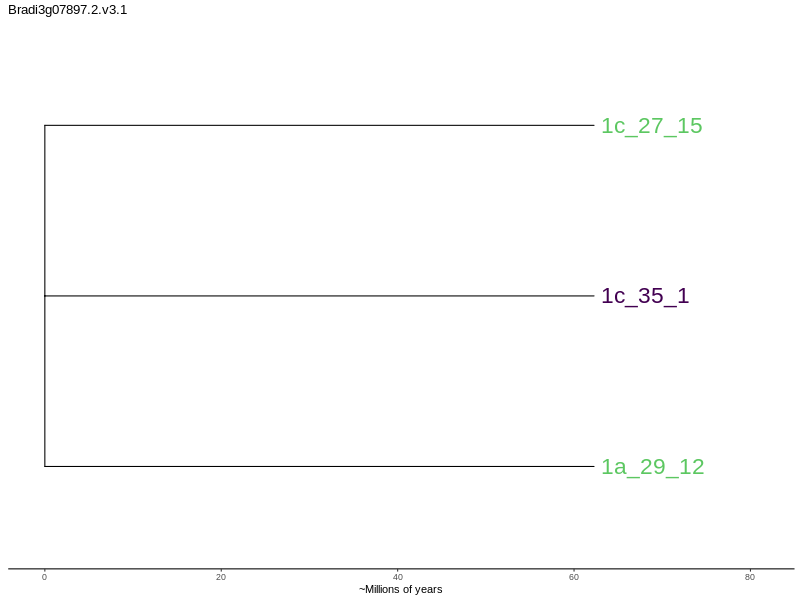 Bradi3g07897.2.v3.1
1c_27_15
1c_35_1
1a_29_12
0 20 40 60 80
~Millions of years